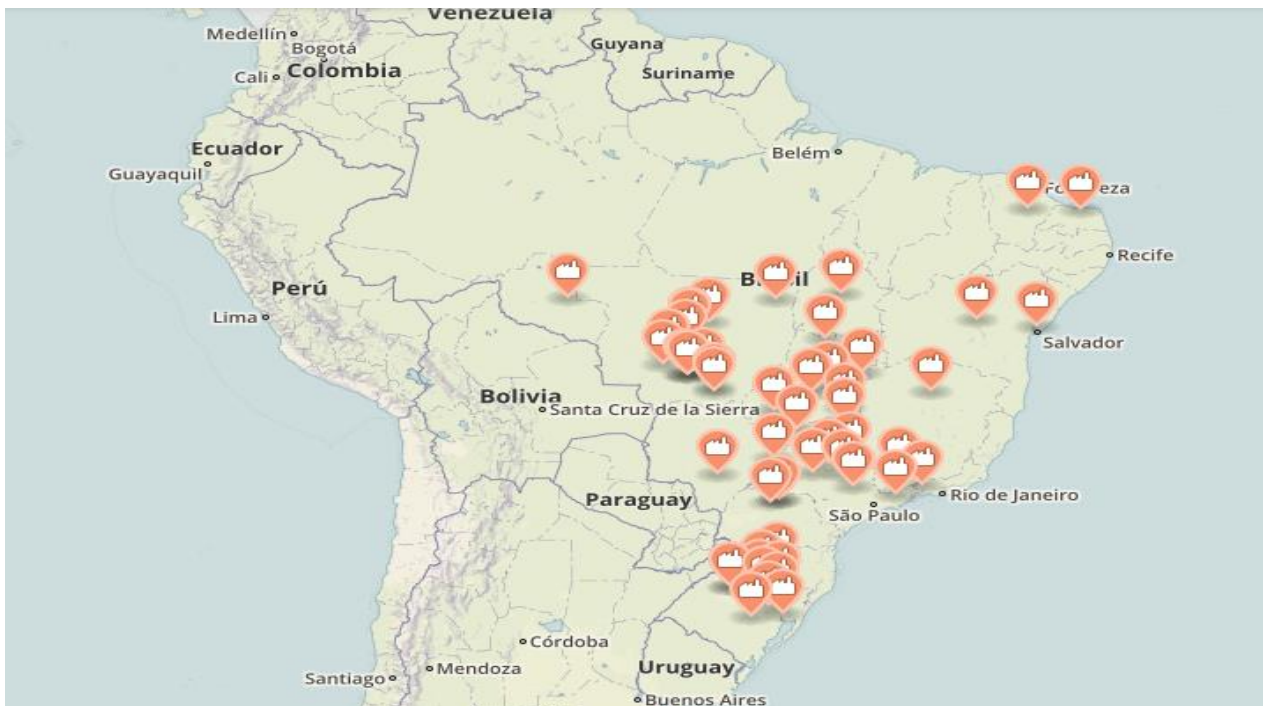 Venezuela
Medellín
Bogotá
Guyana
Cali
Colombia
Suriname
Ecuador
Belém
Guayaquil
Recife
Perú
Lima
Salvador
Bolivia
Santa Cruz de la Sierra
Paraguay
Rio de Janeiro
São Paulo
Córdoba
Uruguay
Mendoza
Santiago
Buenos Aires